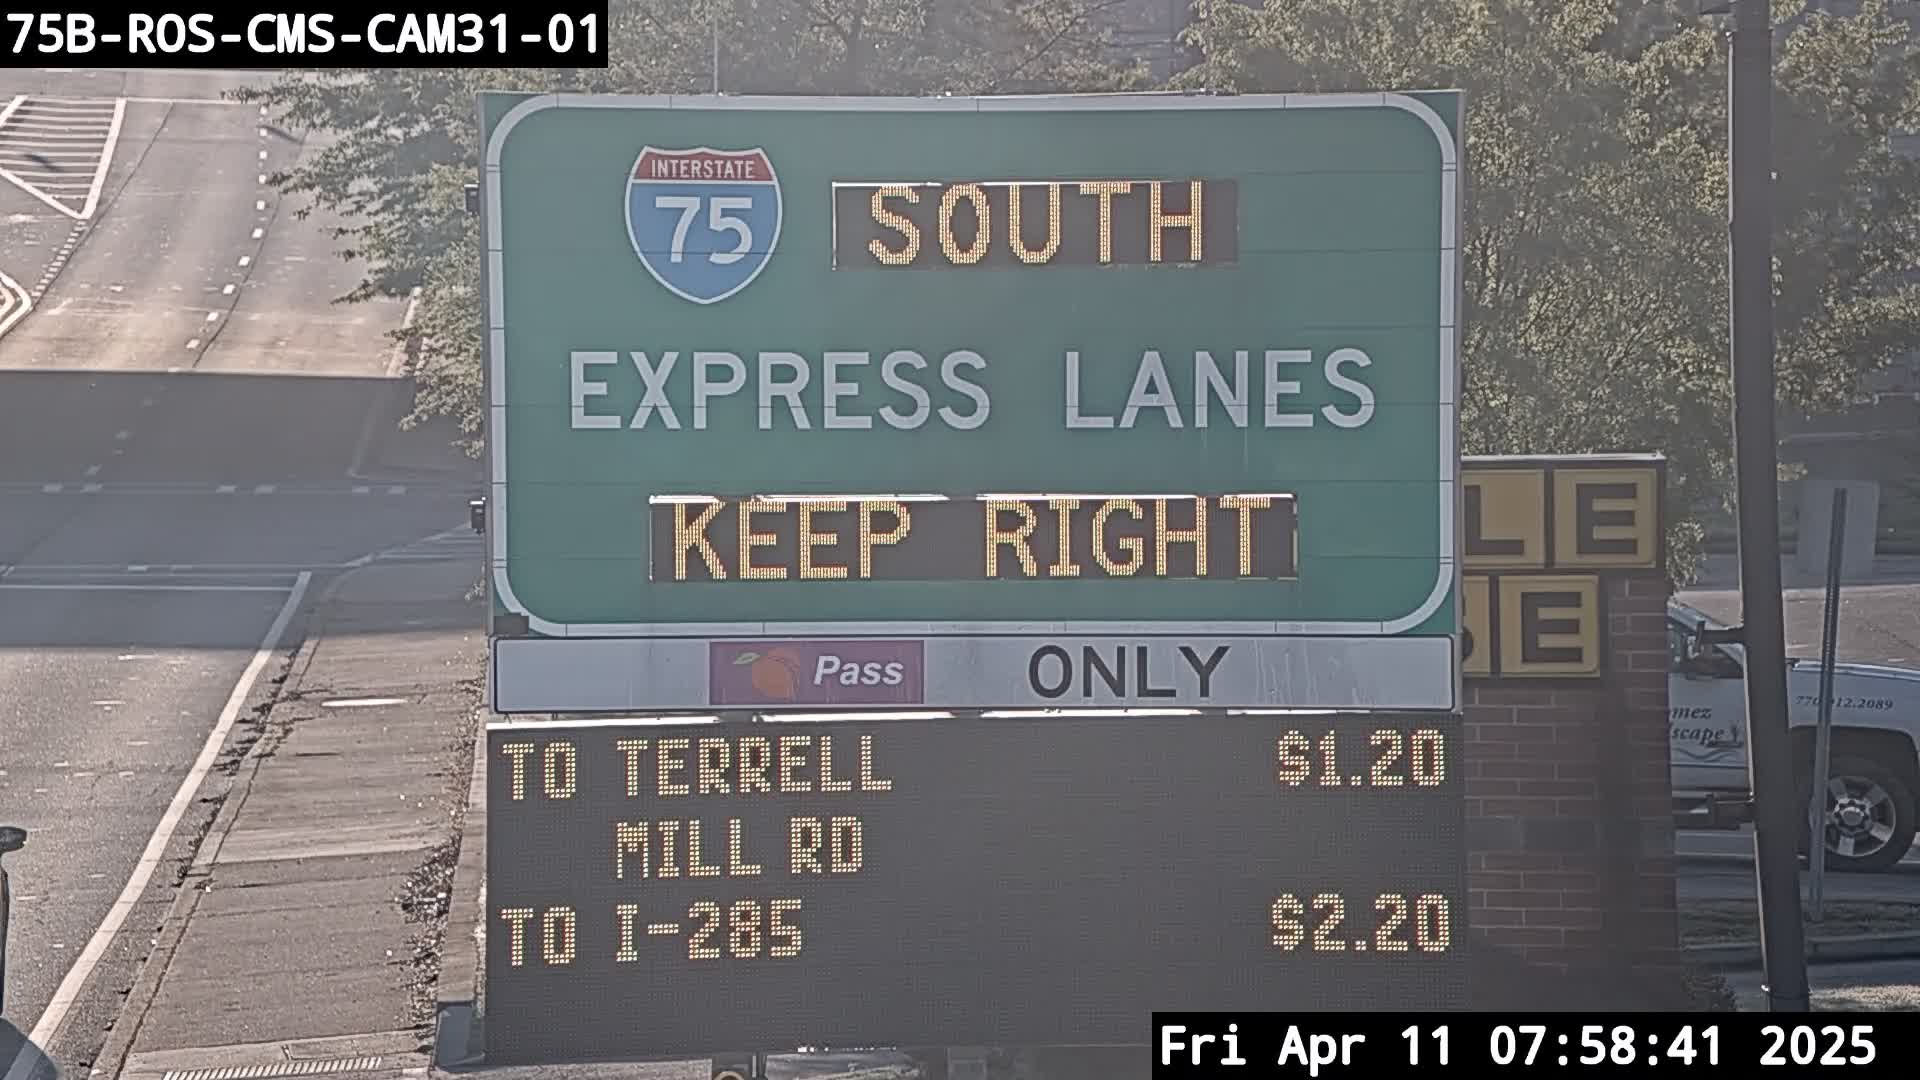 75B-ROS-CMS-CAM31-01
INTERSTATE
75
SOUTH
EXPRESS LANES
KEEP RIGHT
Pass ONLY
TO TERRELL $1.20
MILL RD
TO I-285 $2.20
LE
E
Fri Apr 11 07:58:41 2025